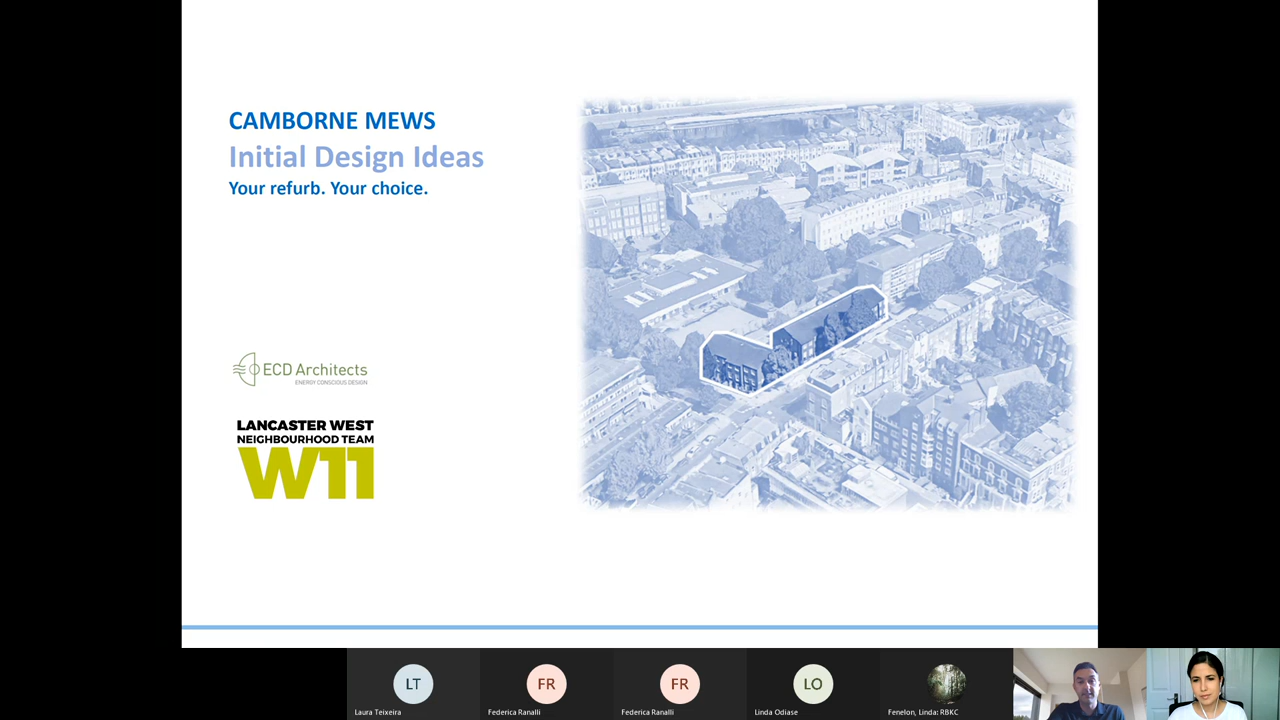 CAMBORNE MEWS
Initial Design Ideas
Your refurb. Your choice.
ECD Architects
ENERGY CONSCIOUS DESIGN
LANCASTER WEST
NEIGHBOURHOOD TEAM
W11
LT
FR
FR
LO
Laura Teixeira
Federica Ranalli
Federica Ranalli
Linda Odiase
Fenelon, Linda: RBKC